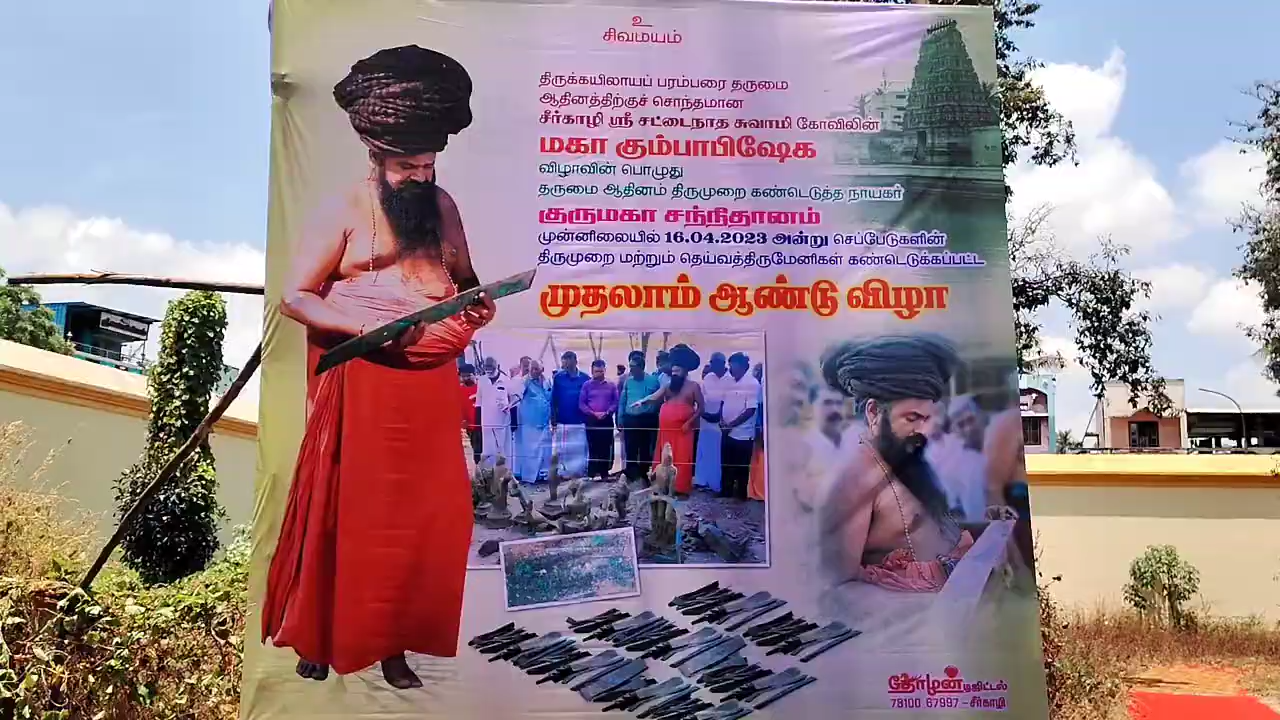 உ
சிவமயம்
திருக்கயிலாயப் பரம்பரை தருமை
ஆதினத்திற்குச் சொந்தமான
சீர்காழி ஸ்ரீ சட்டைநாத சுவாமி கோவிலின்
மகா கும்பாபிஷேக
விழாவின் பொழுது
தருமை ஆதினம் திருமுறை கண்டெடுத்த நாயகர்
குருமகா சந்நிதானம்
முன்னிலையில் 16.04.2023 அன்று செப்பேடுகளின்
திருமுறை மற்றும் தெய்வத்திருமேனிகள் கண்டெடுக்கப்பட்ட
முதலாம் ஆண்டு விழா
தோழன் டிஜிட்டல்
78100 67997 - சீர்காழி